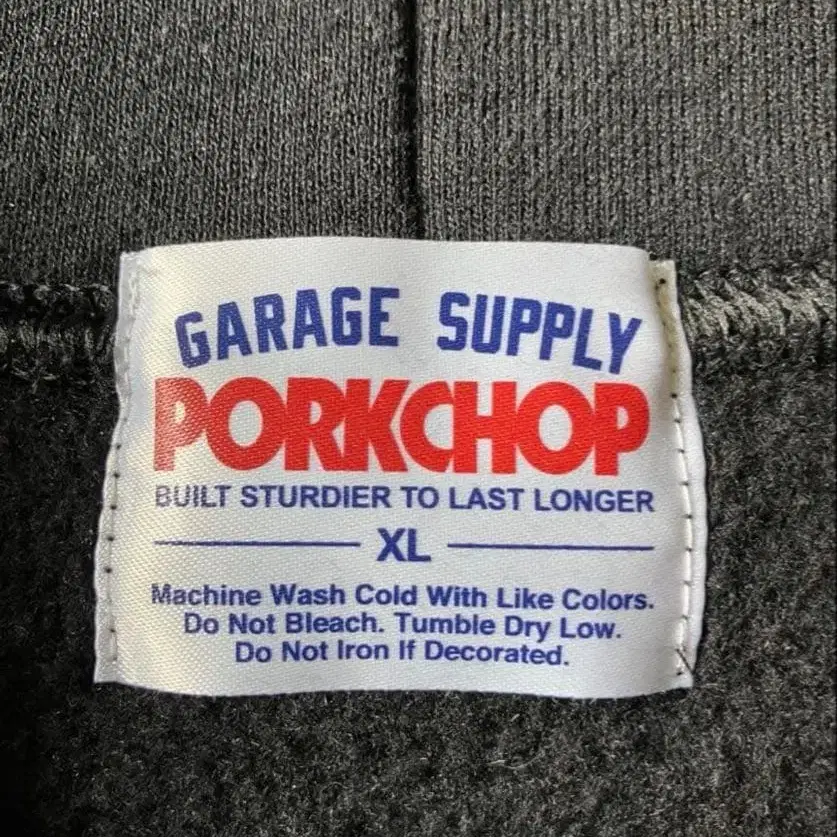 GARAGE SUPPLY
PORKCHOP
BUILT STURDIER TO LAST LONGER
XL
Machine Wash Cold With Like Colors.
Do Not Bleach. Tumble Dry Low.
Do Not Iron If Decorated.